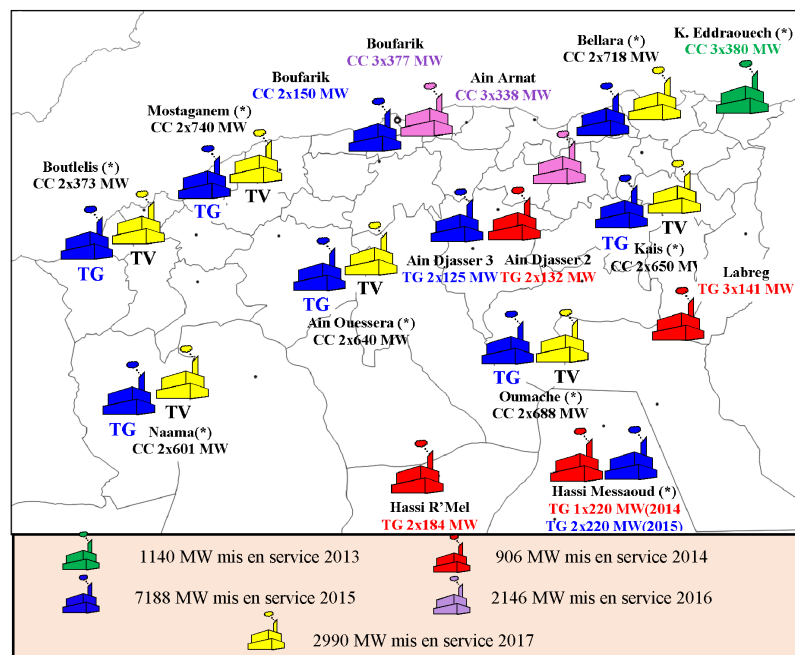 K. Eddraouech (*)
CC 3x380 MW
Bellara (*)
CC 2x718 MW
Boufarik
CC 3x377 MW
Boufarik
CC 2x150 MW
Ain Arnat
CC 3x338 MW
Mostaganem (*)
CC 2x740 MW
TG
TV
Boutlelis (*)
CC 2x373 MW
TG
TV
Ain Djasser 3
TG 2x125 MW
Ain Djasser 2
TG 2x132 MW
TG
TV
Kais (*)
CC 2x650 MW
Labreg
TG 3x141 MW
TG
TV
Ain Ouessera (*)
CC 2x640 MW
TG
TV
Oumache (*)
CC 2x688 MW
TG
TV
Naama(*)
CC 2x601 MW
Hassi R’Mel
TG 2x184 MW
Hassi Messaoud (*)
TG 1x220 MW(2014
TG 2x220 MW(2015)
1140 MW mis en service 2013
906 MW mis en service 2014
7188 MW mis en service 2015
2146 MW mis en service 2016
2990 MW mis en service 2017